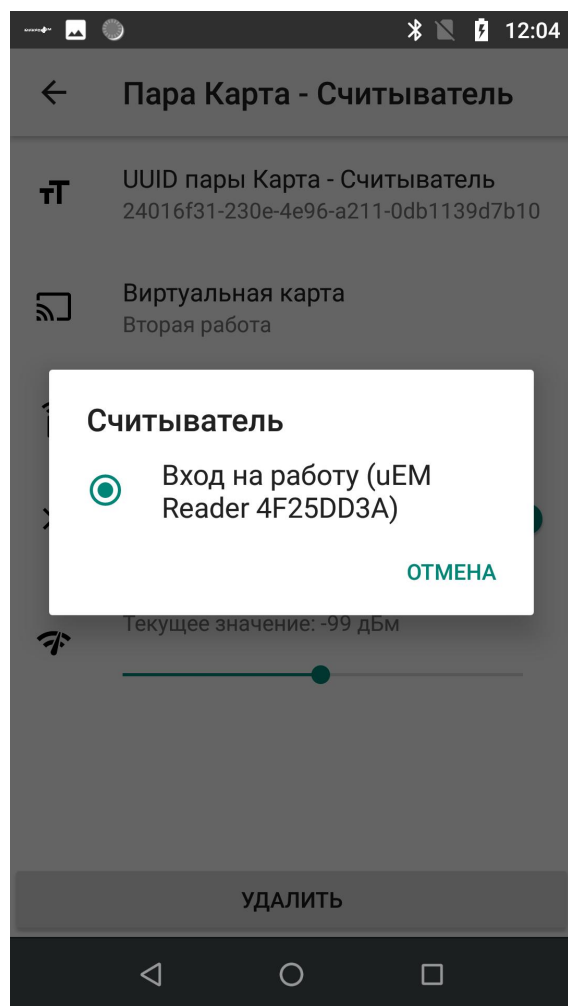 12:04
Пара Карта - Считыватель
UUID пары Карта - Считыватель
24016f31-230e-4e96-a211-0db1139d7b10
Виртуальная карта
Вторая работа
Считыватель
Вход на работу (uEM
Reader 4F25DD3A)
ОТМЕНА
Текущее значение: -99 дБм
УДАЛИТЬ